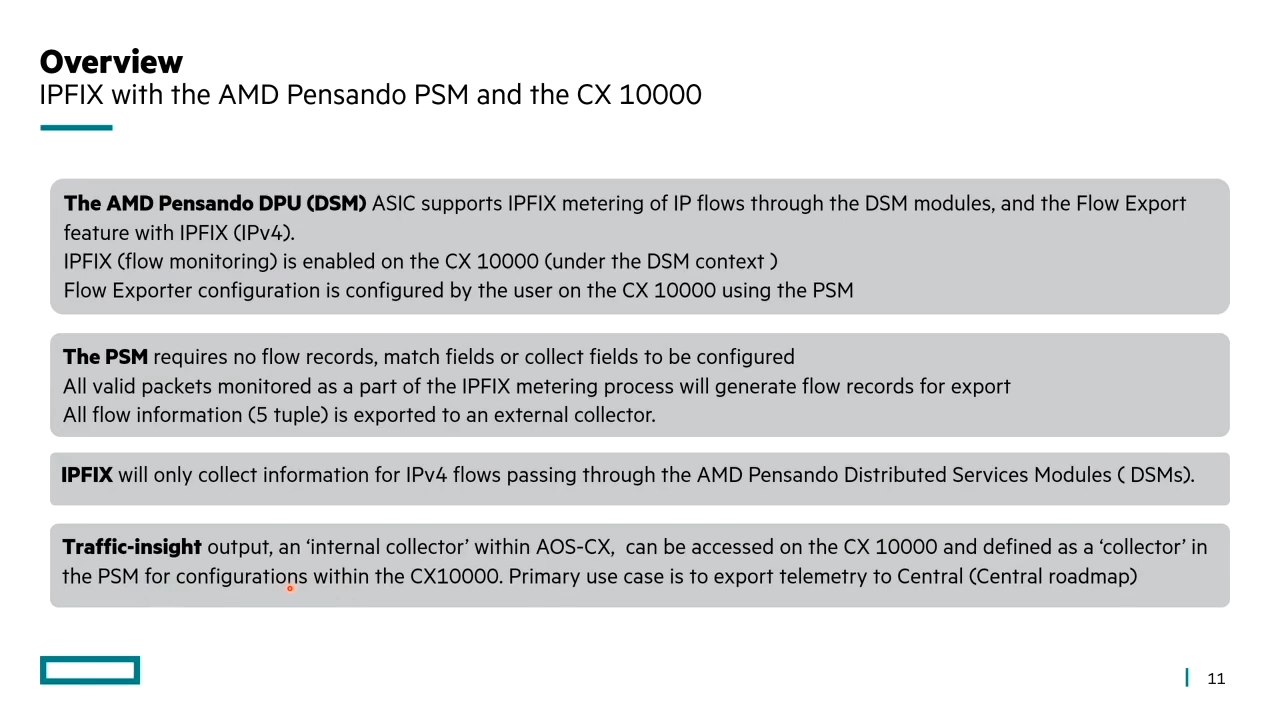 Overview
IPFIX with the AMD Pensando PSM and the CX 10000
The AMD Pensando DPU (DSM) ASIC supports IPFIX metering of IP flows through the DSM modules, and the Flow Export
feature with IPFIX (IPv4).
IPFIX (flow monitoring) is enabled on the CX 10000 (under the DSM context )
Flow Exporter configuration is configured by the user on the CX 10000 using the PSM
The PSM requires no flow records, match fields or collect fields to be configured
All valid packets monitored as a part of the IPFIX metering process will generate flow records for export
All flow information (5 tuple) is exported to an external collector.
IPFIX will only collect information for IPv4 flows passing through the AMD Pensando Distributed Services Modules ( DSMs).
Traffic-insight output, an ‘internal collector’ within AOS-CX,  can be accessed on the CX 10000 and defined as a ‘collector’ in
the PSM for configurations within the CX10000. Primary use case is to export telemetry to Central (Central roadmap)
11